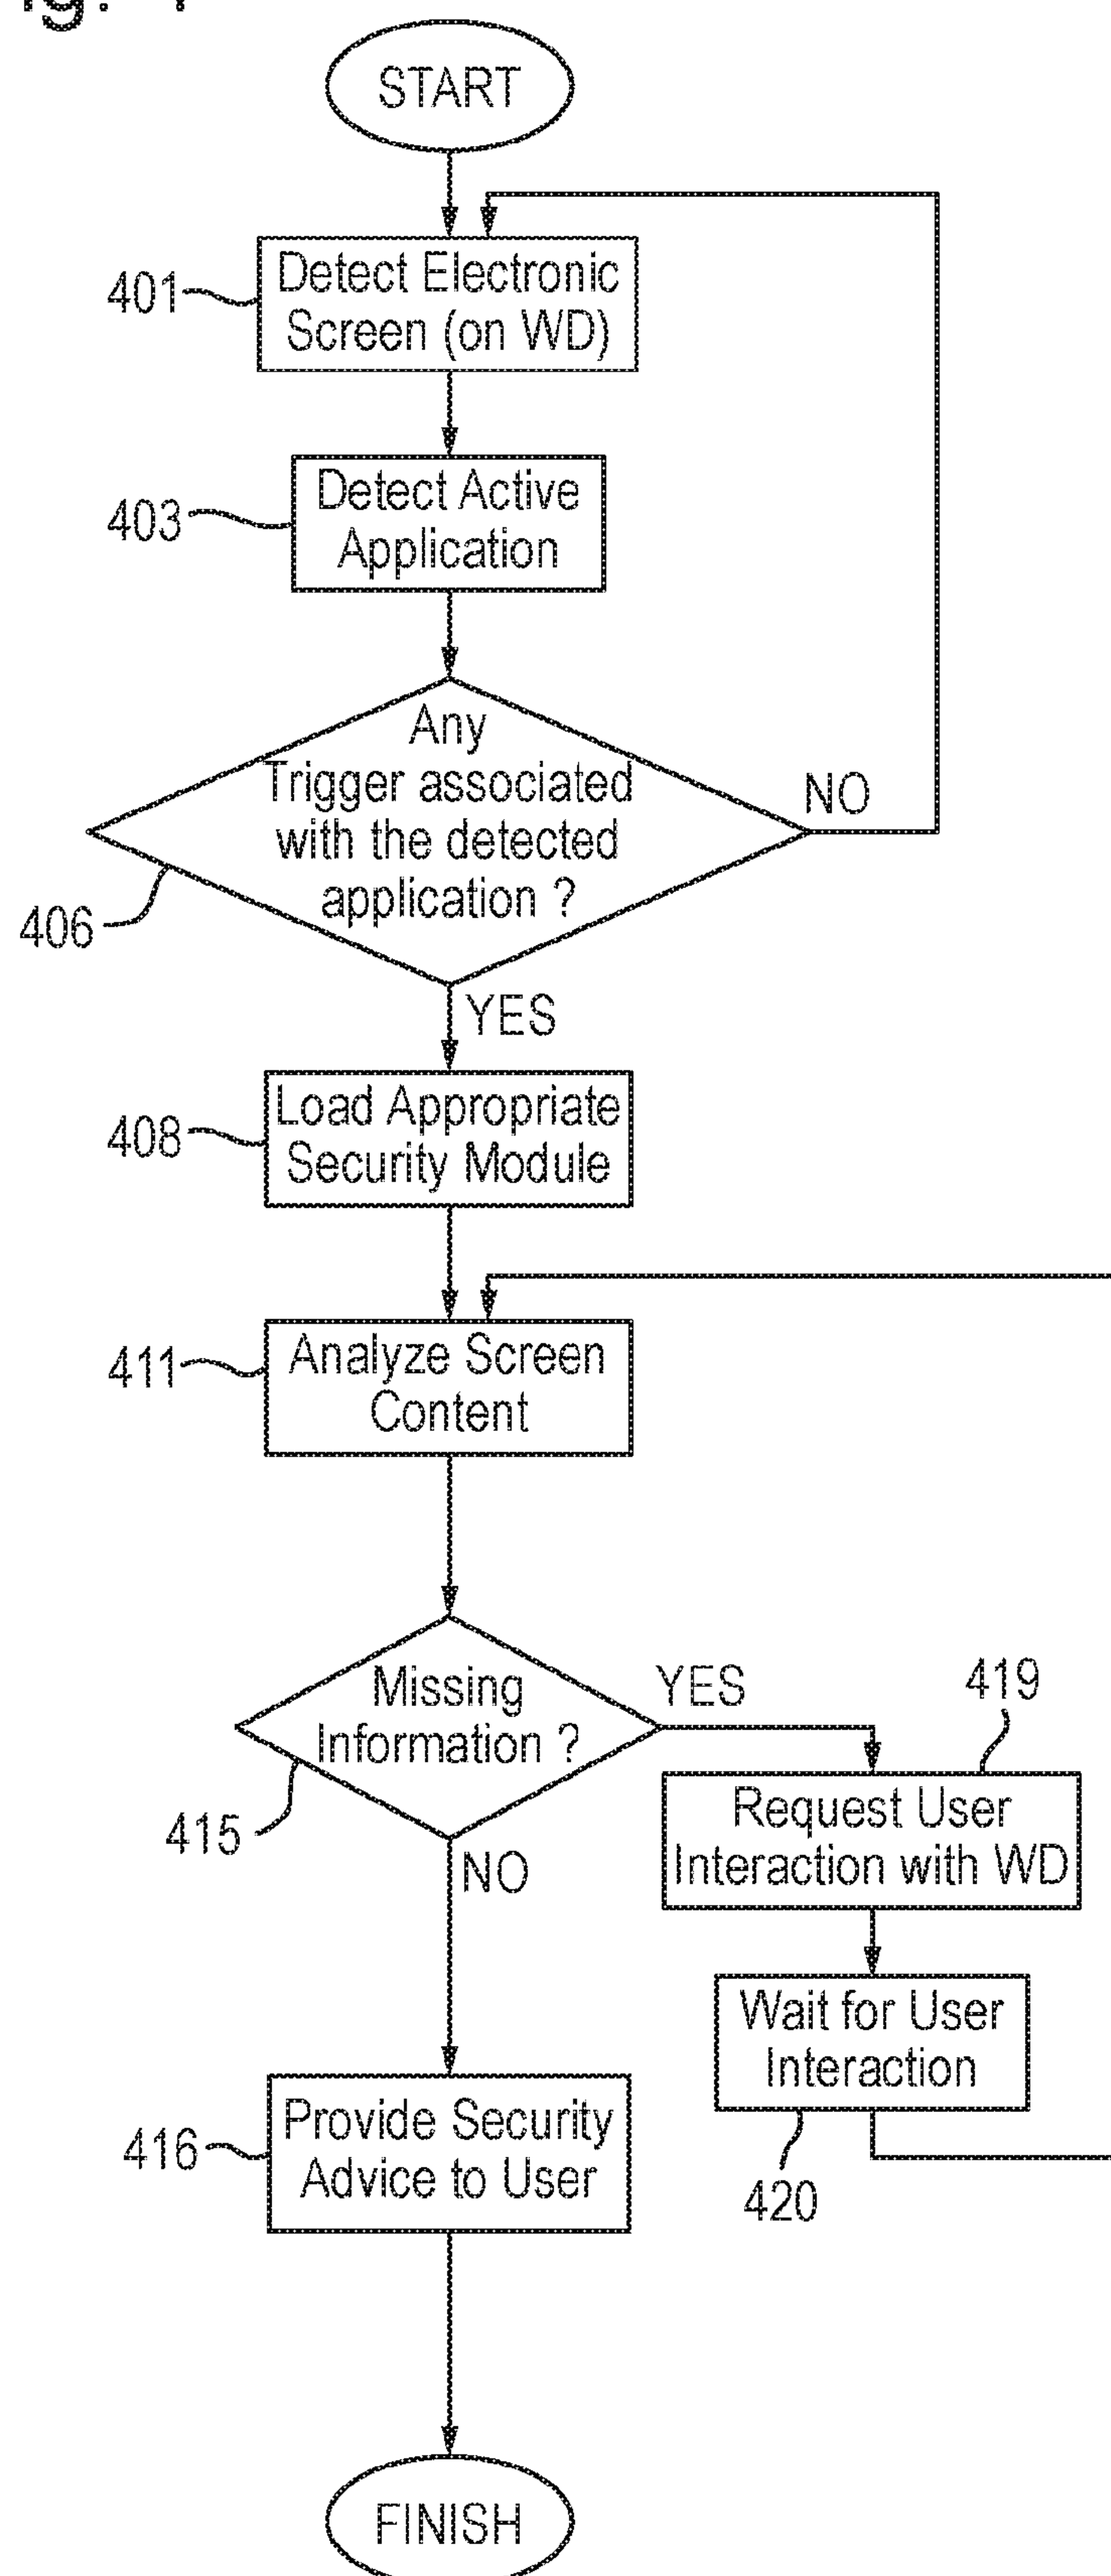 START
401
Detect Electronic
Screen (on WD)
403
Detect Active
Application
Any
Trigger associated
with the detected
application ?
NO
406
YES
408
Load Appropriate
Security Module
411
Analyze Screen
Content
Missing
Information ?
YES
419
415
NO
Request User
Interaction with WD
Wait for User
Interaction
420
416
Provide Security
Advice to User
FINISH